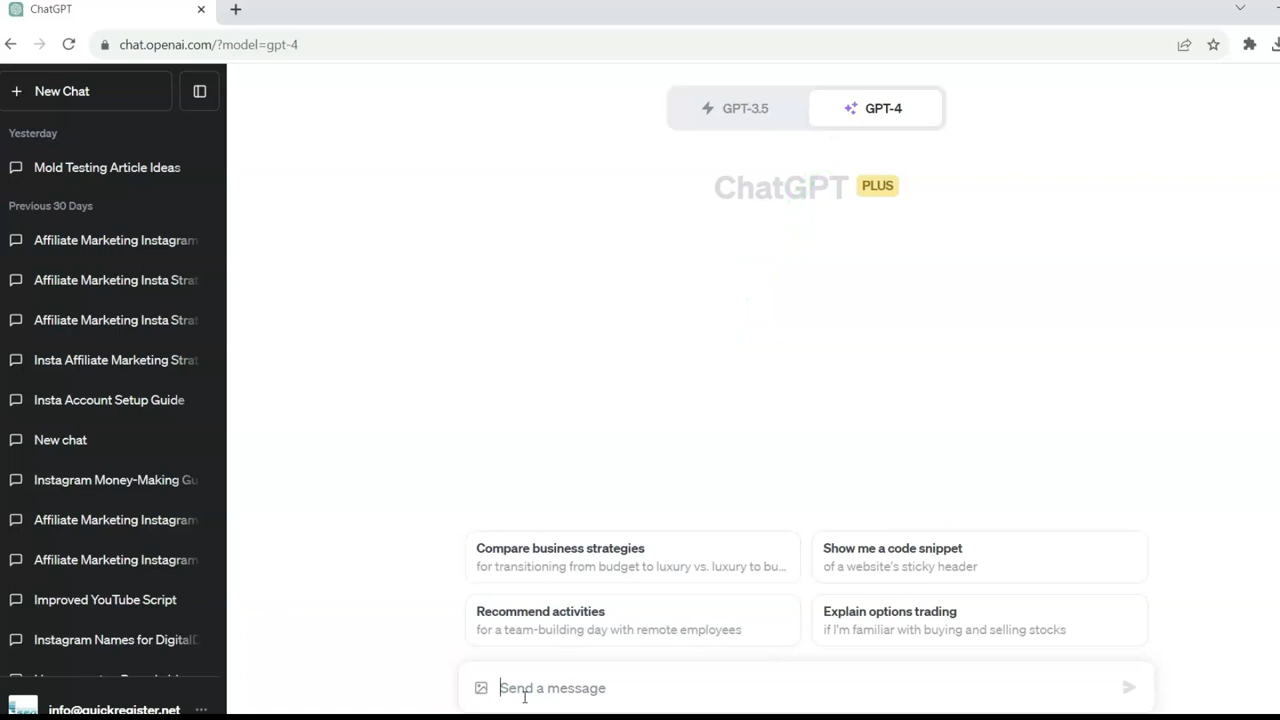 ChatGPT
chat.openai.com/?model=gpt-4
New Chat
Yesterday
Mold Testing Article Ideas
Previous 30 Days
Affiliate Marketing Instagram
Affiliate Marketing Insta Strat
Affiliate Marketing Insta Strat
Insta Affiliate Marketing Strat
Insta Account Setup Guide
New chat
Instagram Money-Making Gu
Affiliate Marketing Instagram
Affiliate Marketing Instagram
Improved YouTube Script
Instagram Names for DigitalD
info@quickregister.net
GPT-3.5
GPT-4
ChatGPT PLUS
Compare business strategies
for transitioning from budget to luxury vs. luxury to bu...
Show me a code snippet
of a website's sticky header
Recommend activities
for a team-building day with remote employees
Explain options trading
if I'm familiar with buying and selling stocks
Send a message